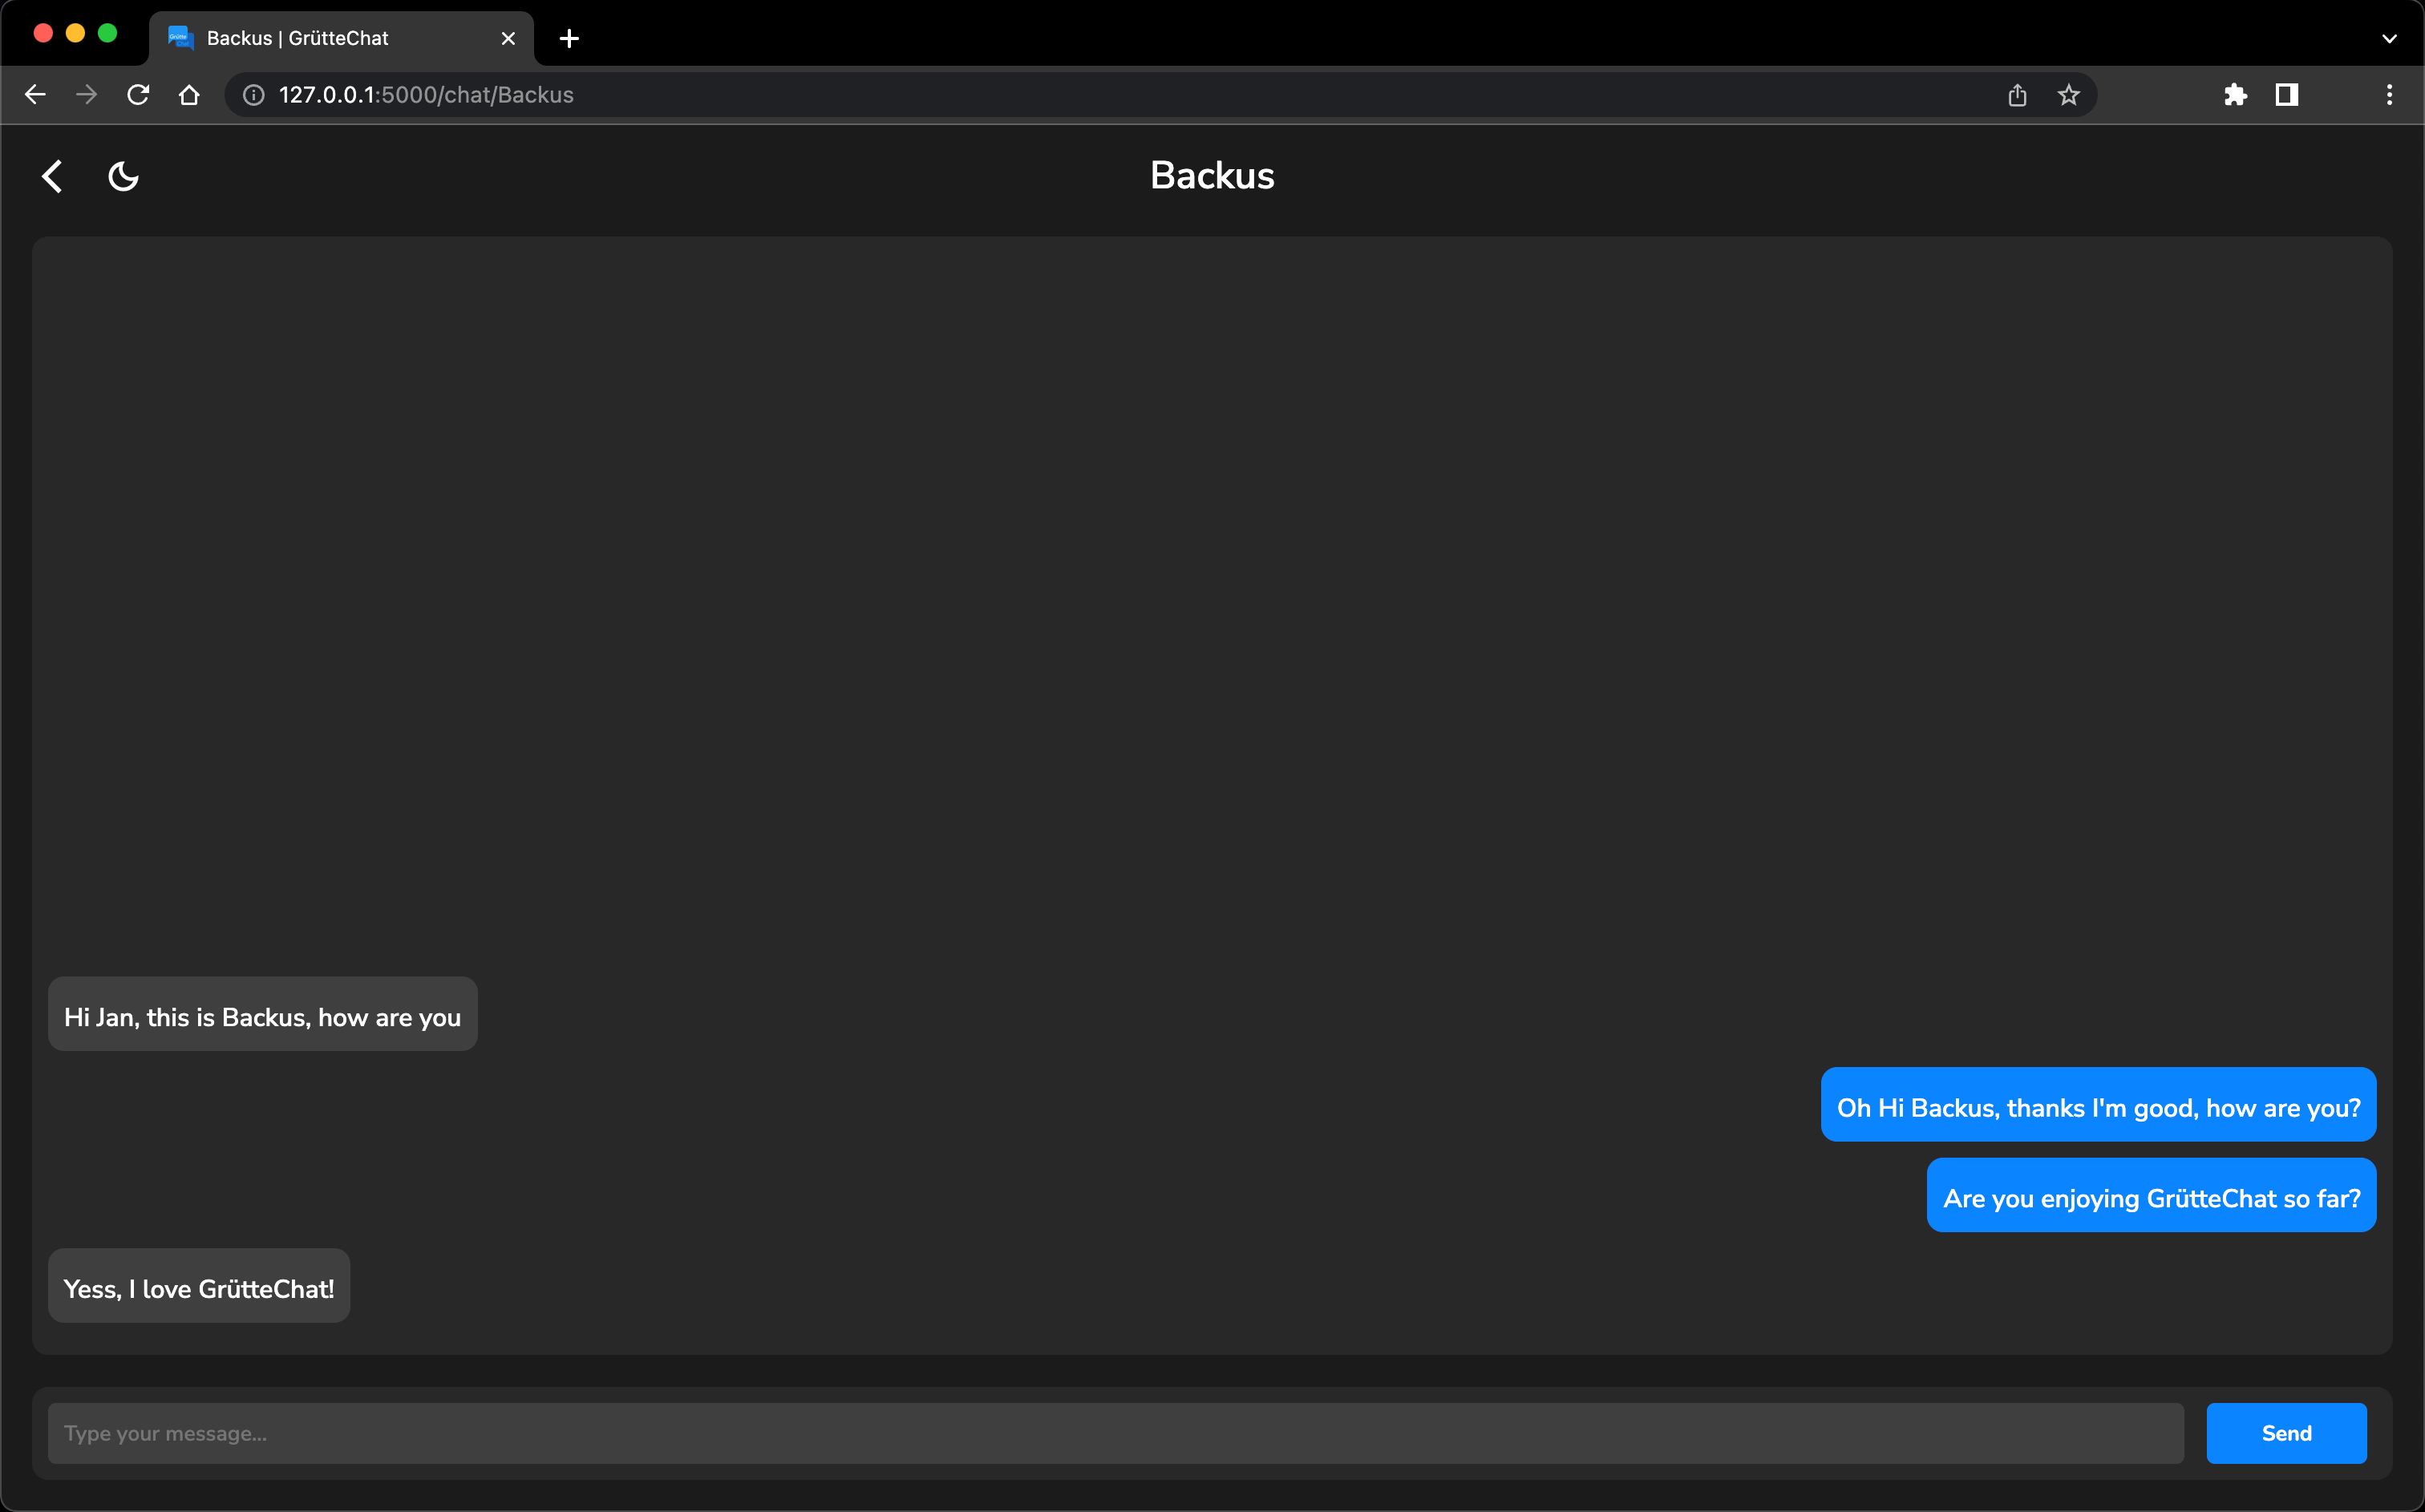 Backus | GrütteChat
127.0.0.1:5000/chat/Backus
Backus
Hi Jan, this is Backus, how are you
Oh Hi Backus, thanks I'm good, how are you?
Are you enjoying GrütteChat so far?
Yess, I love GrütteChat!
Type your message...
Send